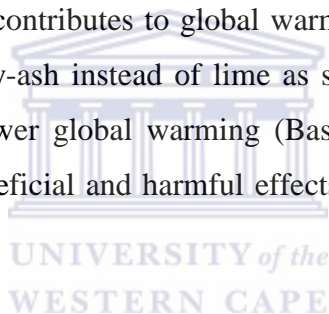 contributes to global warm
y-ash instead of lime as s
wer global warming (Bas
eficial and harmful effects
UNIVERSITY of the
WESTERN CAPE